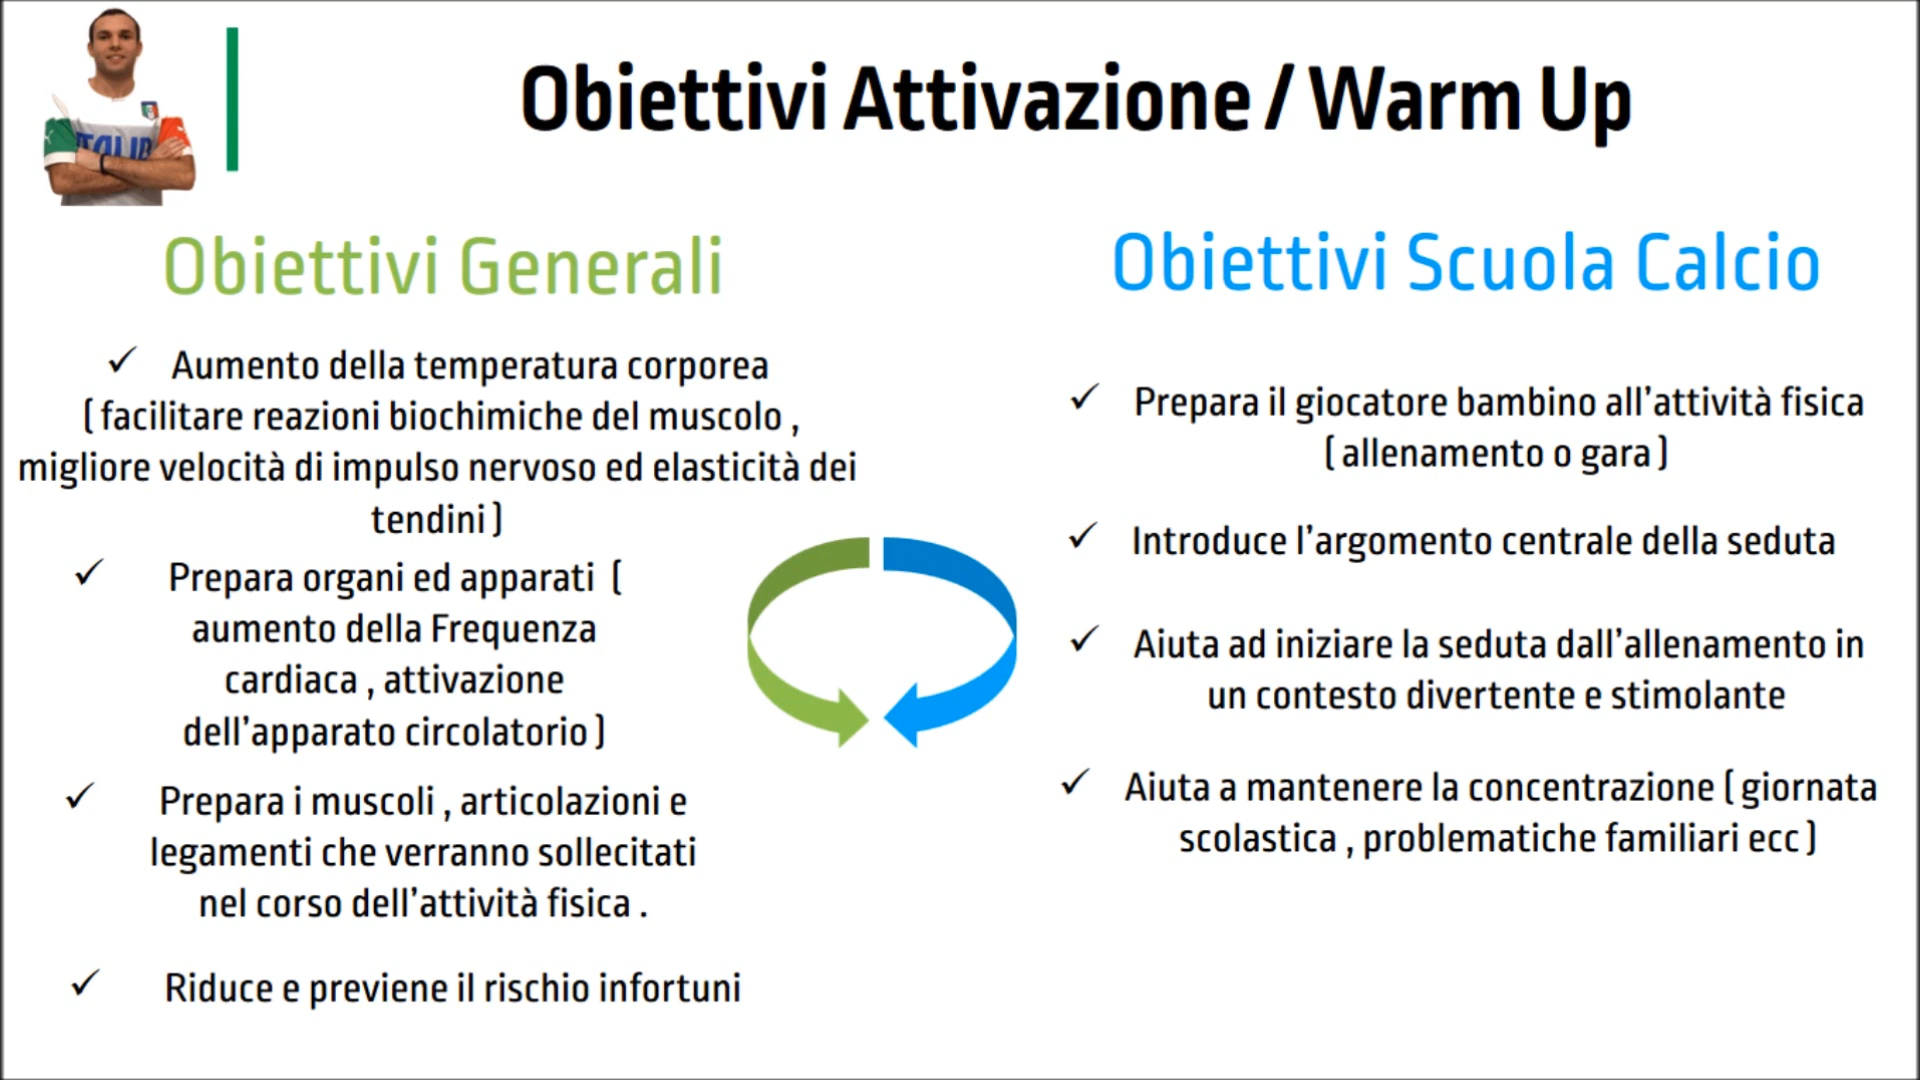 Obiettivi Attivazione / Warm Up
ITALIA
Obiettivi Generali
✓ Aumento della temperatura corporea
( facilitare reazioni biochimiche del muscolo ,
migliore velocità di impulso nervoso ed elasticità dei
tendini )
✓ Prepara organi ed apparati (
aumento della Frequenza
cardiaca , attivazione
dell’apparato circolatorio )
✓ Prepara i muscoli , articolazioni e
legamenti che verranno sollecitati
nel corso dell’attività fisica .
✓ Riduce e previene il rischio infortuni
Obiettivi Scuola Calcio
✓ Prepara il giocatore bambino all’attività fisica
( allenamento o gara )
✓ Introduce l’argomento centrale della seduta
✓ Aiuta ad iniziare la seduta dall’allenamento in
un contesto divertente e stimolante
✓ Aiuta a mantenere la concentrazione ( giornata
scolastica , problematiche familiari ecc )